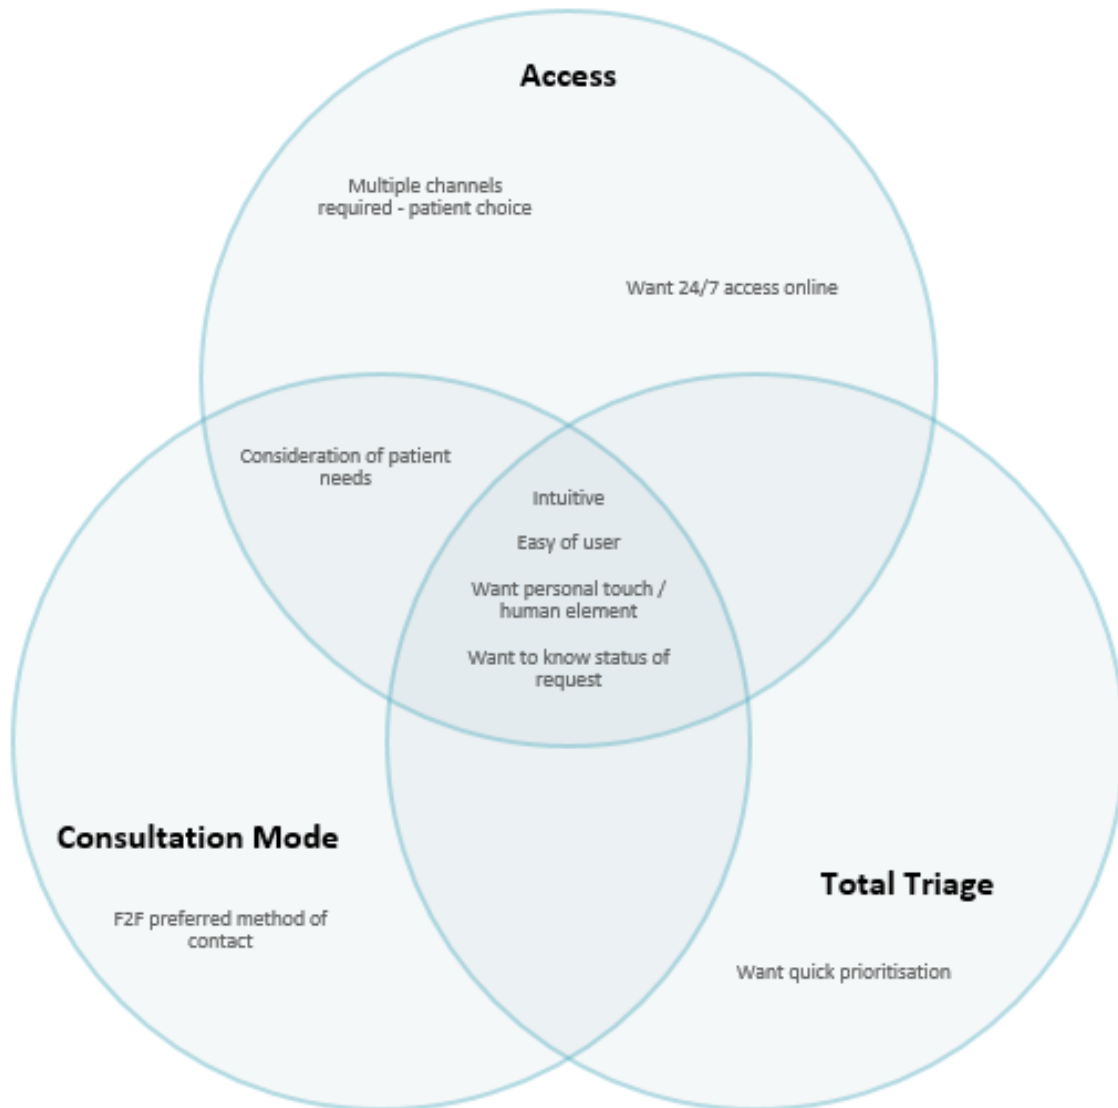 Access
Multiple channels
required - patient choice
Want 24/7 access online
Consideration of patient
needs
Intuitive
Easy of user
Want personal touch /
human element
Want to know status of
request
Consultation Mode
F2F preferred method of
contact
Total Triage
Want quick prioritisation